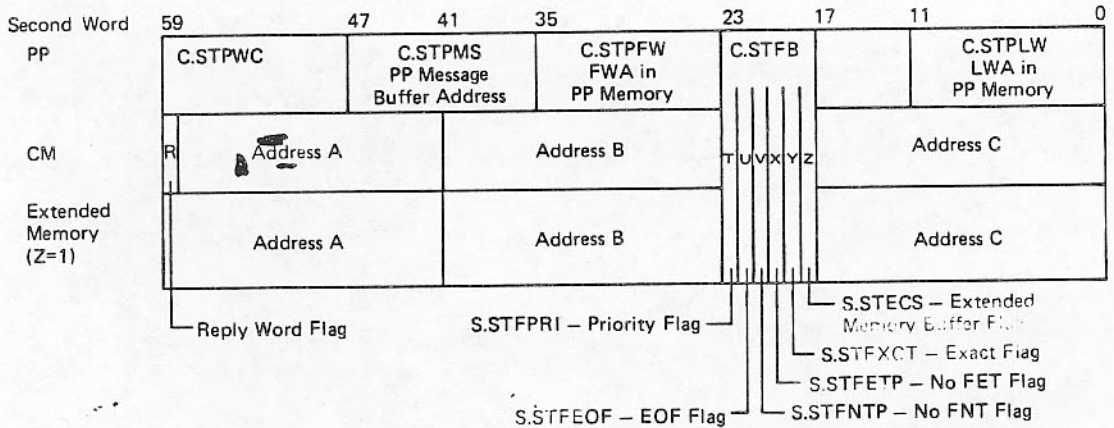 Second Word 59 47 41 35 23 17 11 0
PP C.STPWC C.STPMS C.STPFW C.STFB C.STPLW
PP Message FWA in LWA in
Buffer Address PP Memory PP Memory
CM R Address A Address B T U V X Y Z Address C
Extended
Memory
(Z=1) Address A Address B Address C
Reply Word Flag
S.STFPRI – Priority Flag
S.STECS – Extended
Memory Buffer
S.STFXCT – Exact Flag
S.STFETP – No FET Flag
S.STFEOF – EOF Flag
S.STFNTP – No FNT Flag